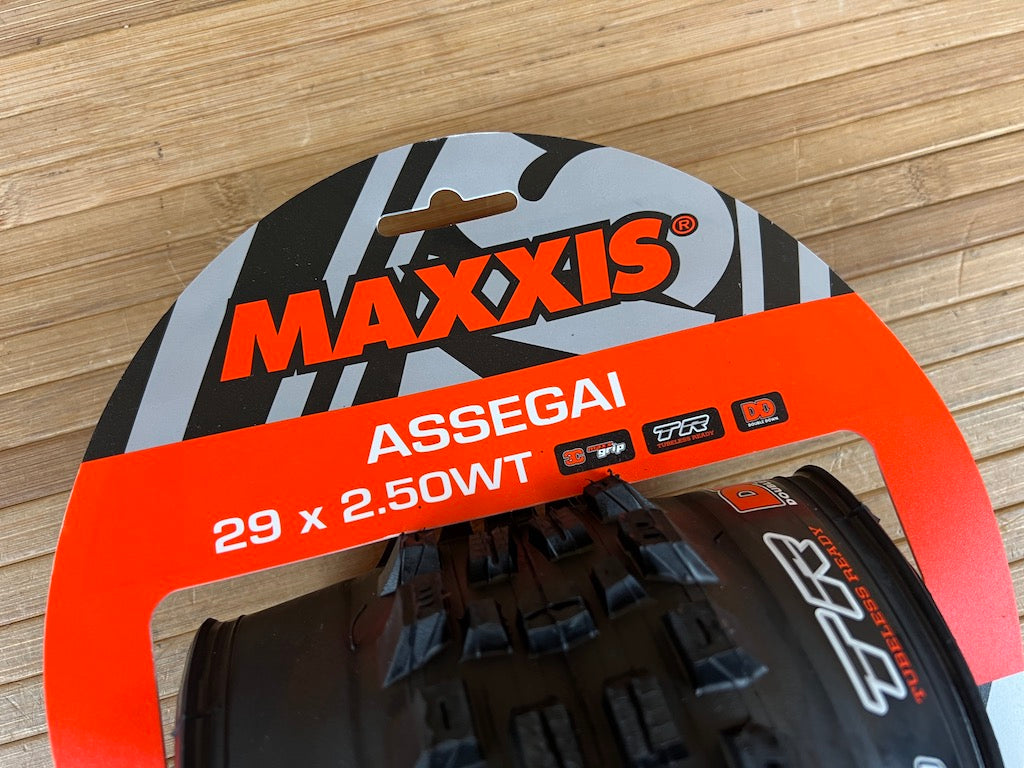 MAXXIS®
ASSEGAI
29 x 2.50WT
3C MAXX grip
TR
TUBELESS READY
DD
DOUBLE DOWN
TR
TUBELESS READY